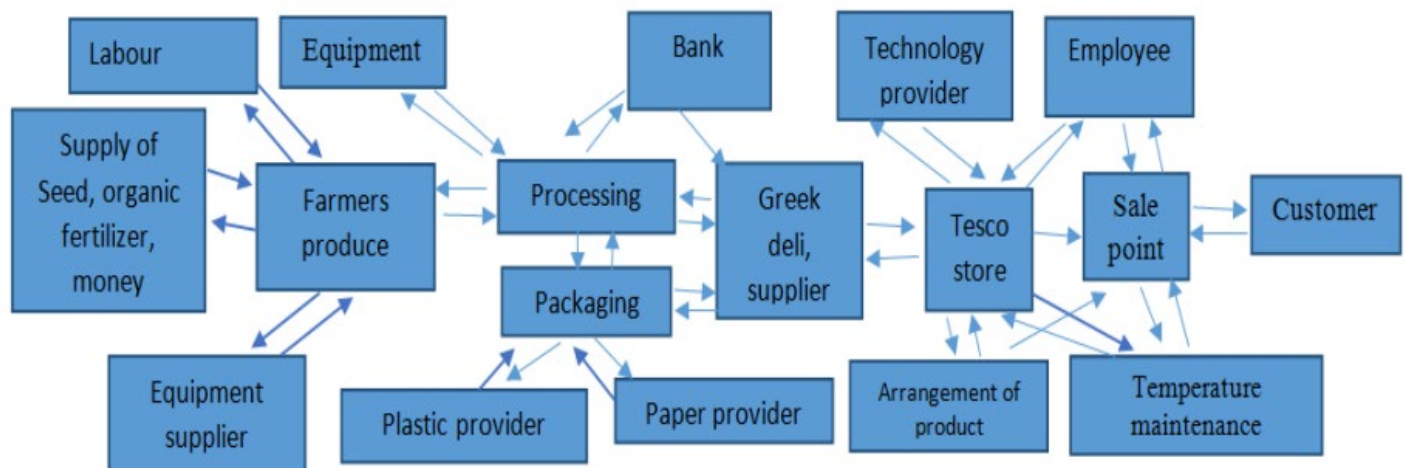 Labour
Equipment
Bank
Technology
provider
Employee
Supply of
Seed, organic
fertilizer,
money
Farmers
produce
Processing
Greek
deli,
supplier
Tesco
store
Sale
point
Customer
Packaging
Equipment
supplier
Plastic provider
Paper provider
Arrangement of
product
Temperature
maintenance